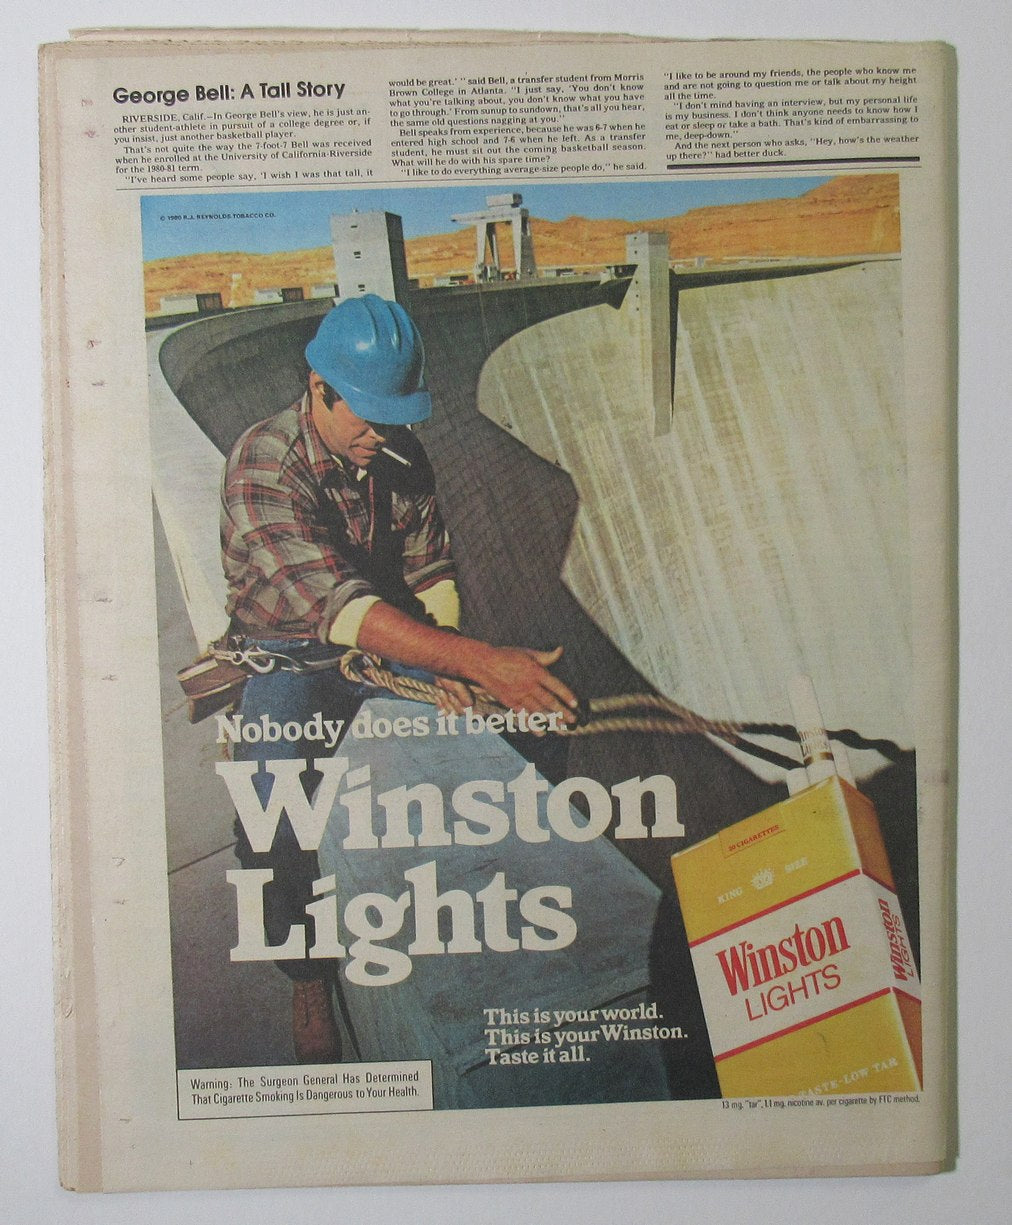 George Bell: A Tall Story
RIVERSIDE, Calif.—In George Bell's view, he is just an-
other student-athlete in pursuit of a college degree or, if
you insist, just another basketball player.
That's not quite the way the 7-foot-7 Bell was received
when he enrolled at the University of California-Riverside
for the 1980-81 term.
"I've heard some people say, 'I wish I was that tall, it
would be great.' " said Bell, a transfer student from Morris
Brown College in Atlanta. "I just say, 'You don't know
what you're talking about, you don't know what you have
to go through.' From sunup to sundown, that's all you hear,
the same old questions nagging at you."
Bell speaks from experience, because he was 6-7 when he
entered high school and 7-6 when he left. As a transfer
student, he must sit out the coming basketball season.
What will he do with his spare time?
"I like to do everything average-size people do," he said.
"I like to be around my friends, the people who know me
and are not going to question me or talk about my height
all the time.
"I don't mind having an interview, but my personal life
is my business. I don't think anyone needs to know how I
eat or sleep or take a bath. That's kind of embarrassing to
me, deep-down."
And the next person who asks, "Hey, how's the weather
up there?" had better duck.
© 1980 R.J. REYNOLDS TOBACCO CO.
Nobody does it better.
Winston
Lights
This is your world.
This is your Winston.
Taste it all.
20 CIGARETTES
KING SIZE
Winston
LIGHTS
Winston
LIGHTS
TASTE-LOW TAR
Warning: The Surgeon General Has Determined
That Cigarette Smoking Is Dangerous to Your Health.
13 mg. "tar", 1.1 mg. nicotine av. per cigarette by FTC method.